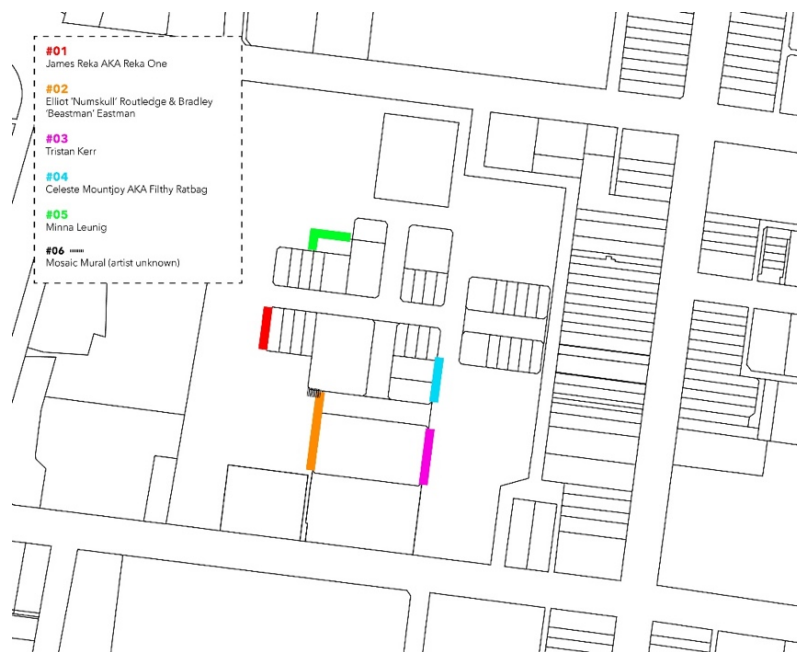 #01
James Reka AKA Reka One
#02
Elliot 'Numskull' Routledge & Bradley
'Beastman' Eastman
#03
Tristan Kerr
#04
Celeste Mountjoy AKA Filthy Ratbag
#05
Minna Leunig
#06
Mosaic Mural (artist unknown)